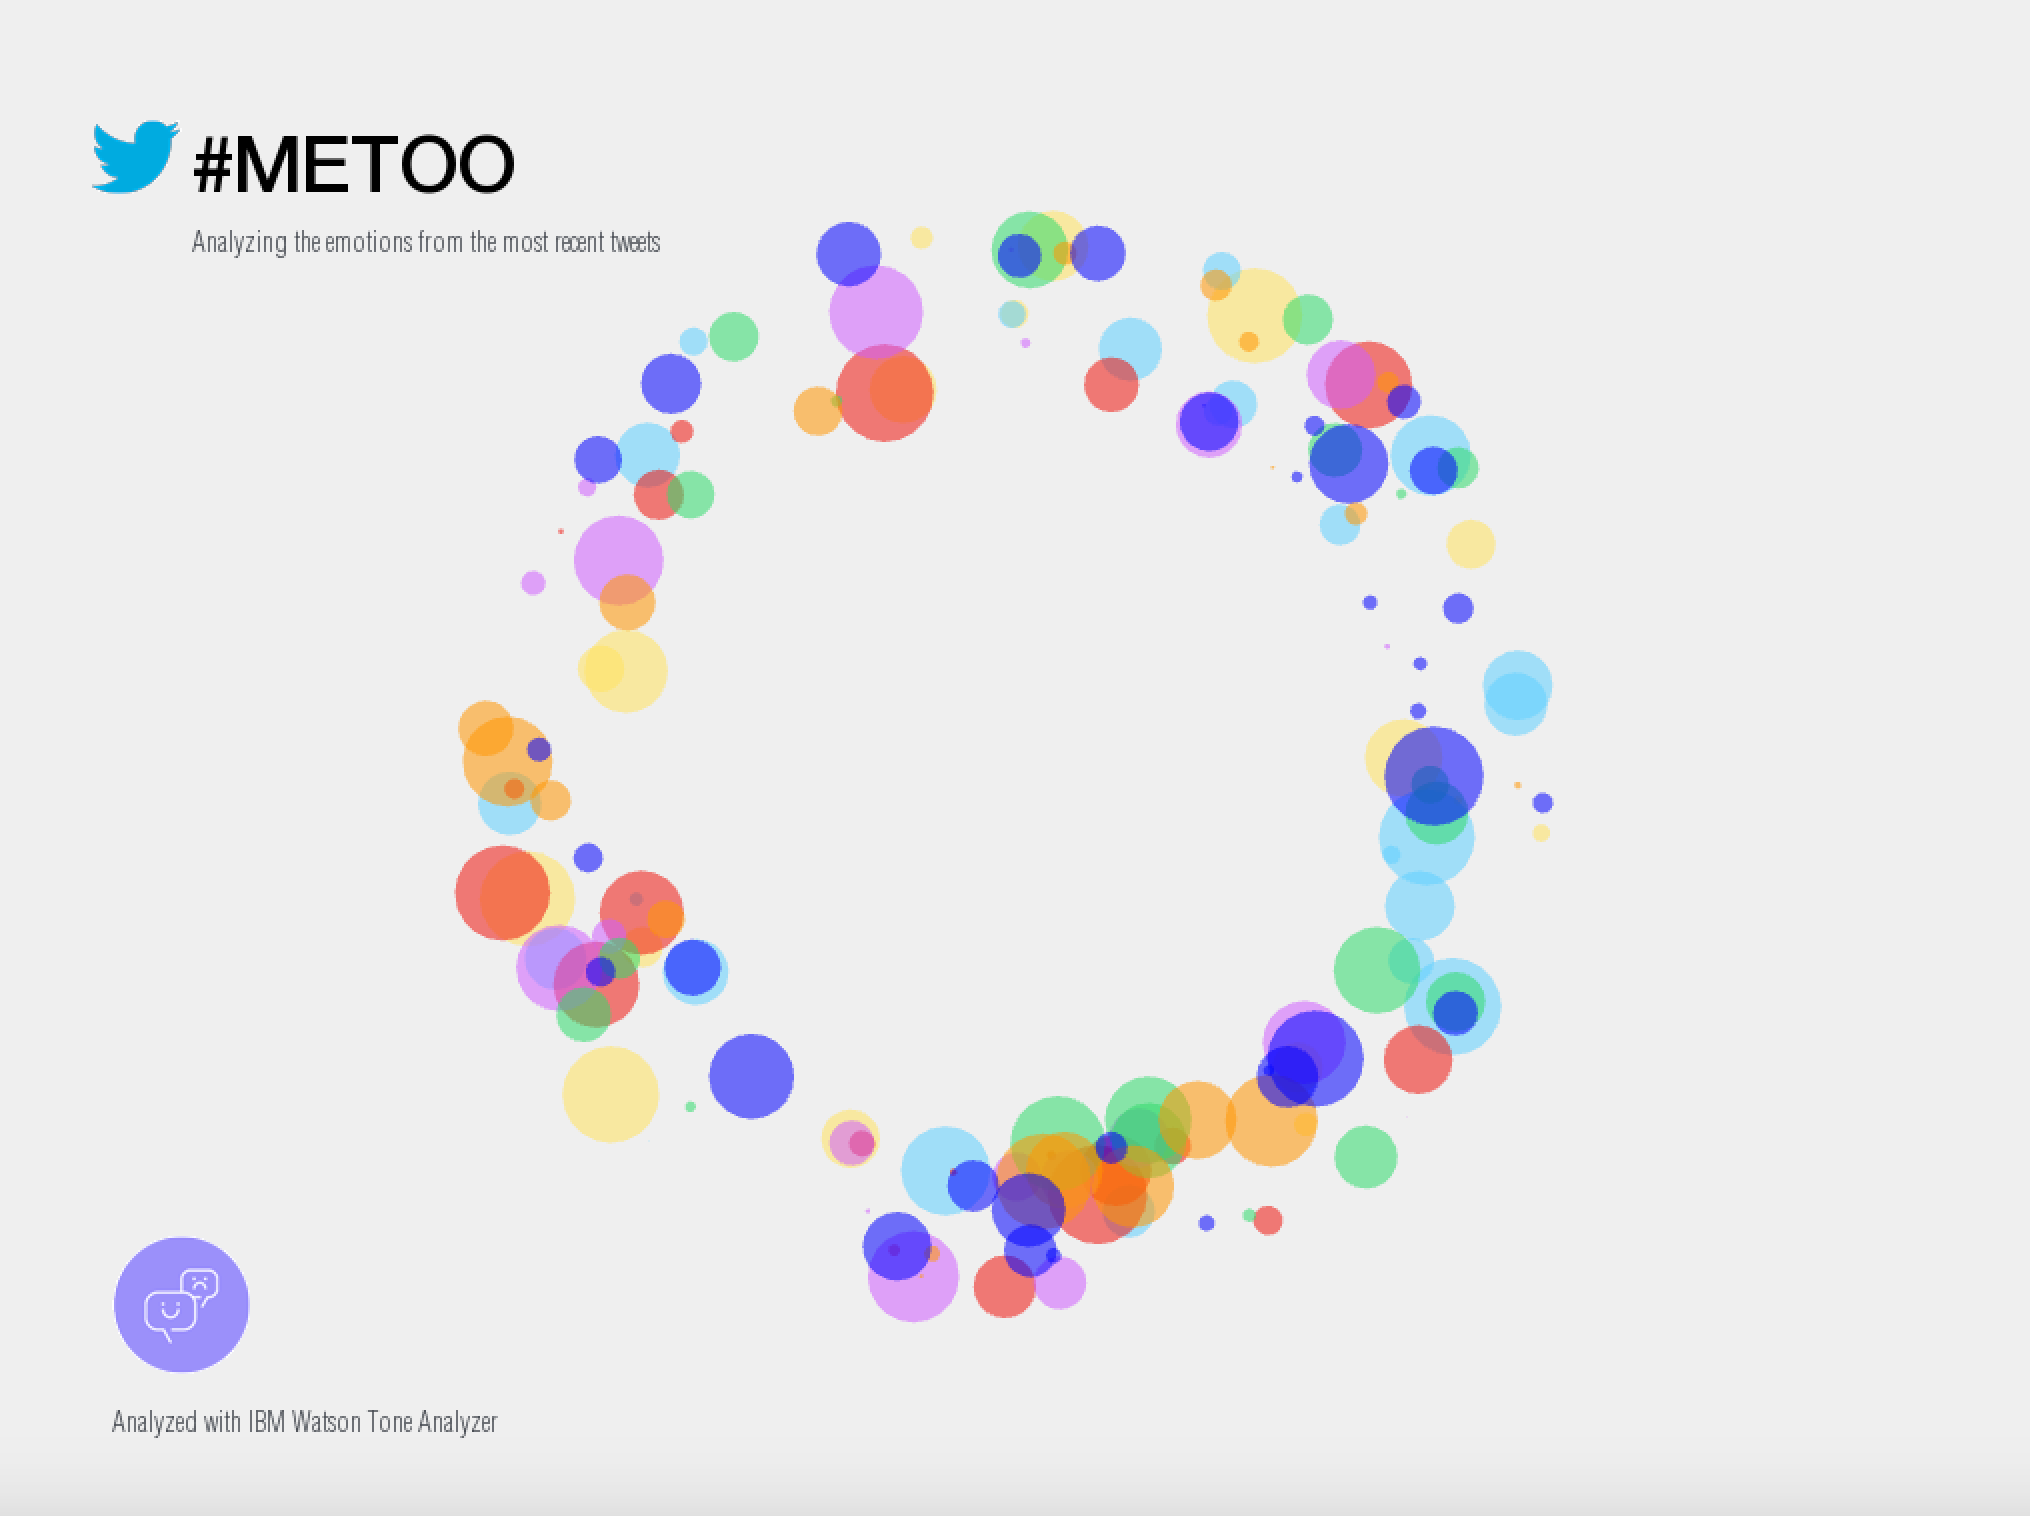 #METOO
Analyzing the emotions from the most recent tweets
Analyzed with IBM Watson Tone Analyzer